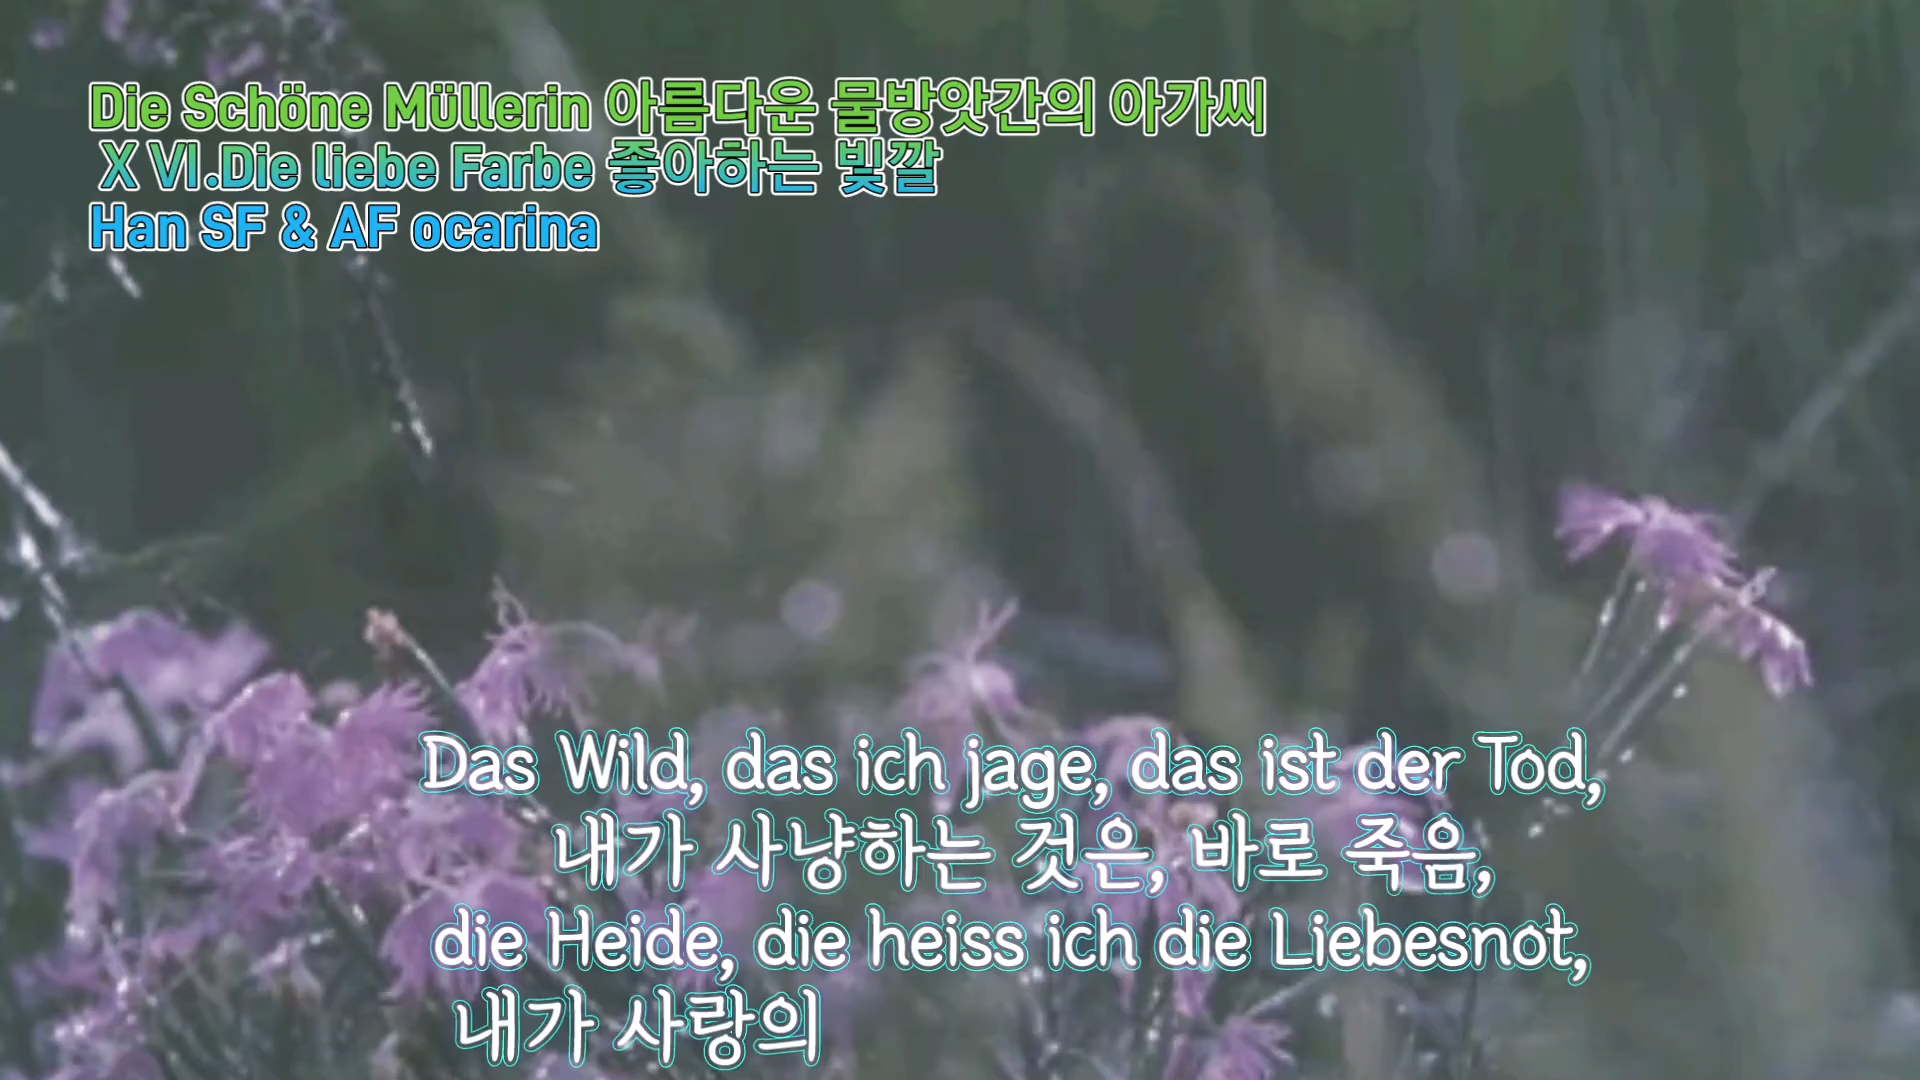 Die Schöne Müllerin 아름다운 물방앗간의 아가씨
X VI.Die liebe Farbe 좋아하는 빛깔
Han SF & AF ocarina
Das Wild, das ich jage, das ist der Tod,
내가 사냥하는 것은, 바로 죽음,
die Heide, die heiss ich die Liebesnot,
내가 사랑의